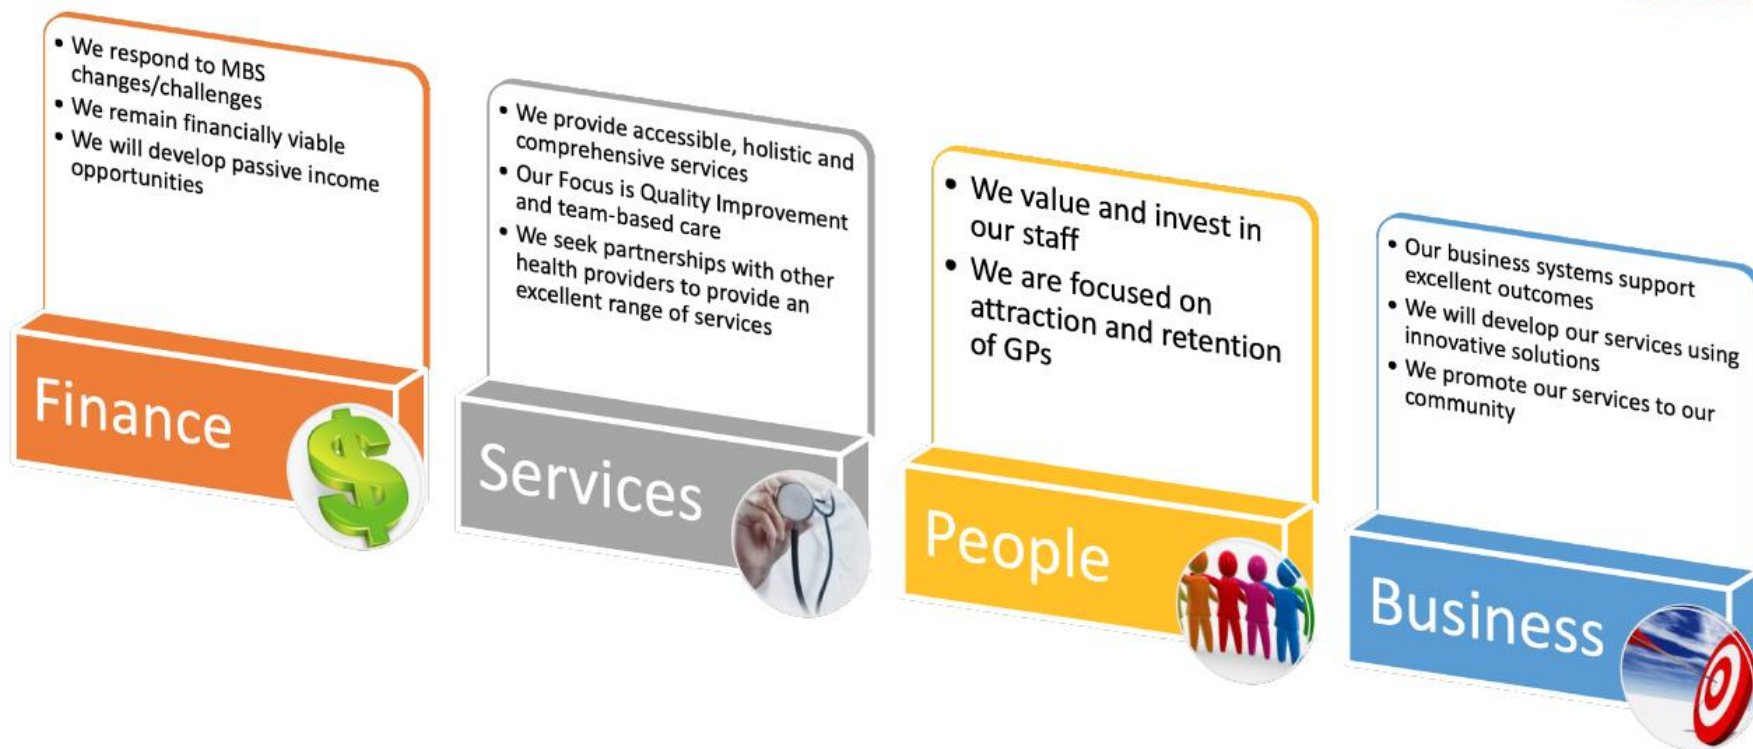 • We respond to MBS
changes/challenges
• We remain financially viable
• We will develop passive income
opportunities
Finance
• We provide accessible, holistic and
comprehensive services
• Our Focus is Quality Improvement
and team-based care
• We seek partnerships with other
health providers to provide an
excellent range of services
Services
• We value and invest in
our staff
• We are focused on
attraction and retention
of GPs
People
• Our business systems support
excellent outcomes
• We will develop our services using
innovative solutions
• We promote our services to our
community
Business